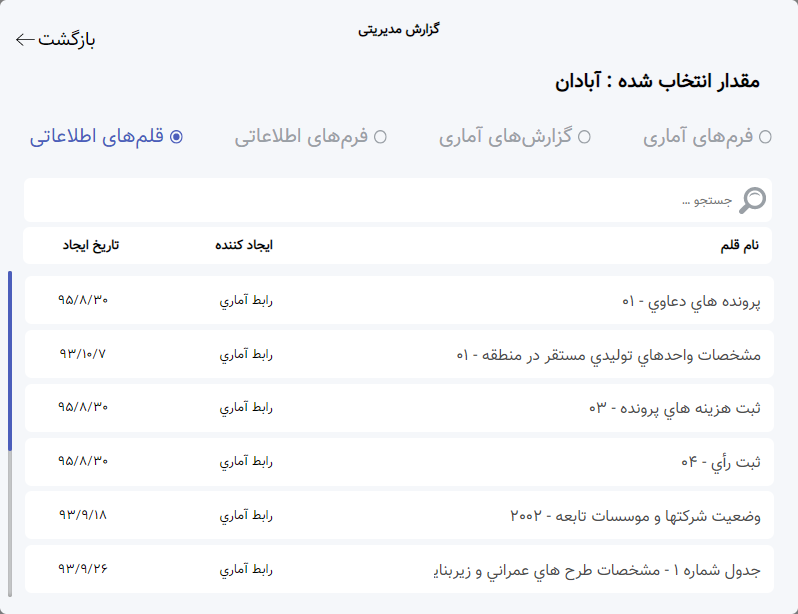 گزارش مدیریتی
بازگشت
مقدار انتخاب شده : آبادان
فرم‌های آماری گزارش‌های آماری فرم‌های اطلاعاتی قلم‌های اطلاعاتی
جستجو ...
نام قلم ایجاد کننده تاریخ ایجاد
پرونده هاي دعاوي - ۰۱ رابط آماري ۹۵/۸/۳۰
مشخصات واحدهاي توليدي مستقر در منطقه - ۰۱ رابط آماري ۹۳/۱۰/۷
ثبت هزينه هاي پرونده - ۰۳ رابط آماري ۹۵/۸/۳۰
ثبت رأي - ۰۴ رابط آماري ۹۵/۸/۳۰
وضعيت شركتها و موسسات تابعه - ۲۰۰۲ رابط آماري ۹۳/۹/۱۸
جدول شماره ۱ - مشخصات طرح هاي عمراني و زيربناي رابط آماري ۹۳/۹/۲۶